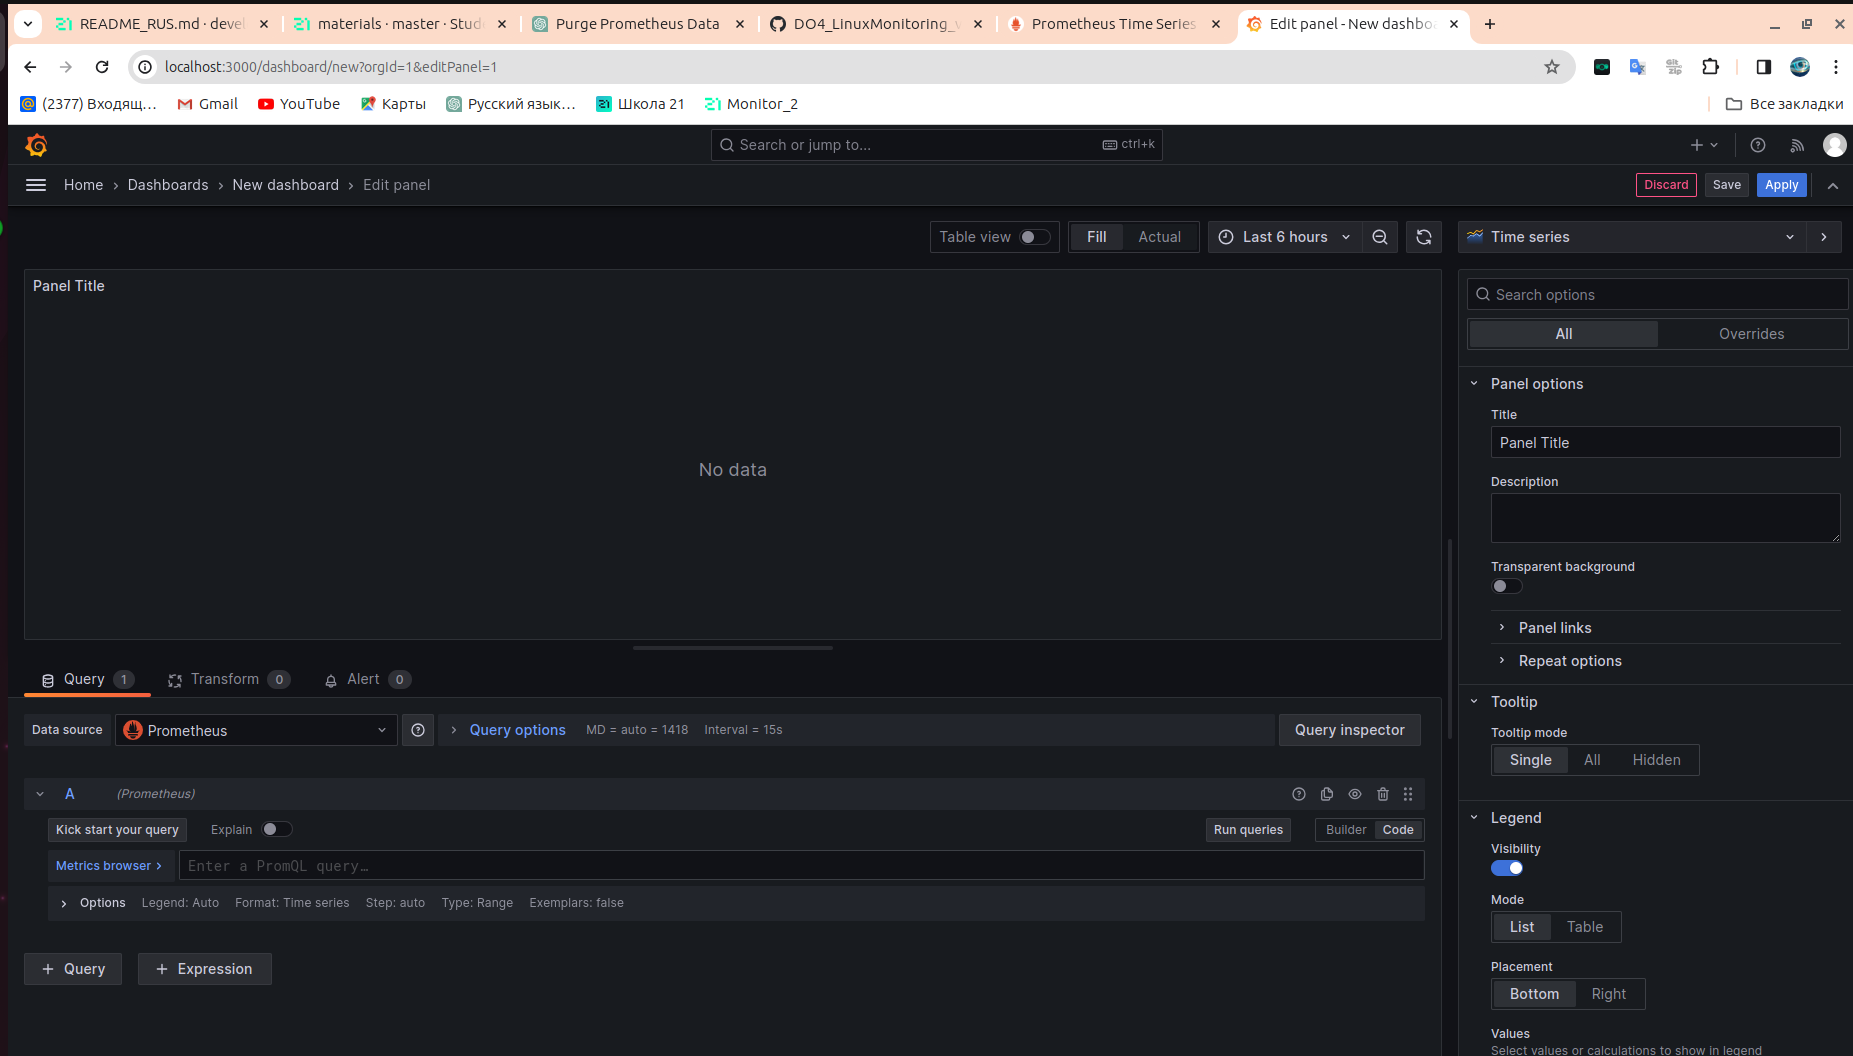 README_RUS.md · devel
materials · master · Stud
Purge Prometheus Data
DO4_LinuxMonitoring_v
Prometheus Time Series
Edit panel - New dashboa
localhost:3000/dashboard/new?orgId=1&editPanel=1
(2377) Входящ...
Gmail
YouTube
Карты
Русский язык...
Школа 21
Monitor_2
Все закладки
Search or jump to...
ctrl+k
Home › Dashboards › New dashboard › Edit panel
Discard
Save
Apply
Table view
Fill
Actual
Last 6 hours
Time series
Panel Title
No data
Search options
All
Overrides
Panel options
Title
Panel Title
Description
Transparent background
Panel links
Repeat options
Tooltip
Tooltip mode
Single
All
Hidden
Legend
Visibility
Mode
List
Table
Placement
Bottom
Right
Values
Select values or calculations to show in legend
Query 1
Transform 0
Alert 0
Data source
Prometheus
Query options
MD = auto = 1418
Interval = 15s
Query inspector
A
(Prometheus)
Kick start your query
Explain
Run queries
Builder
Code
Metrics browser >
Enter a PromQL query…
Options
Legend: Auto
Format: Time series
Step: auto
Type: Range
Exemplars: false
+ Query
+ Expression